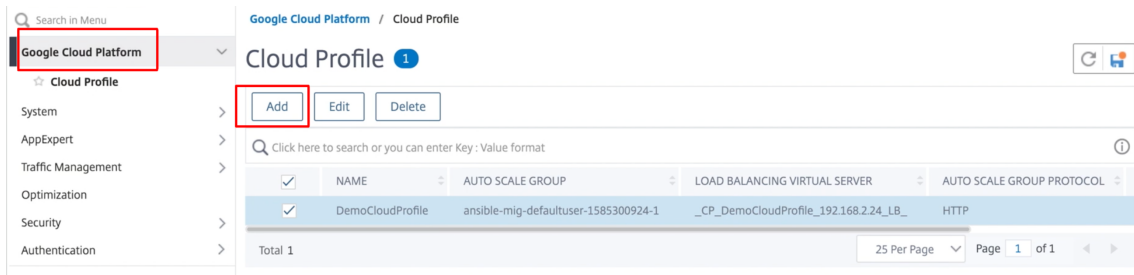 Search in Menu
Google Cloud Platform
Cloud Profile
System
AppExpert
Traffic Management
Optimization
Security
Authentication
Google Cloud Platform / Cloud Profile
Cloud Profile 1
Add Edit Delete
Click here to search or you can enter Key : Value format
NAME AUTO SCALE GROUP LOAD BALANCING VIRTUAL SERVER AUTO SCALE GROUP PROTOCOL
DemoCloudProfile ansible-mig-defaultuser-1585300924-1 _CP_DemoCloudProfile_192.168.2.24_LB_ HTTP
Total 1 25 Per Page Page 1 of 1